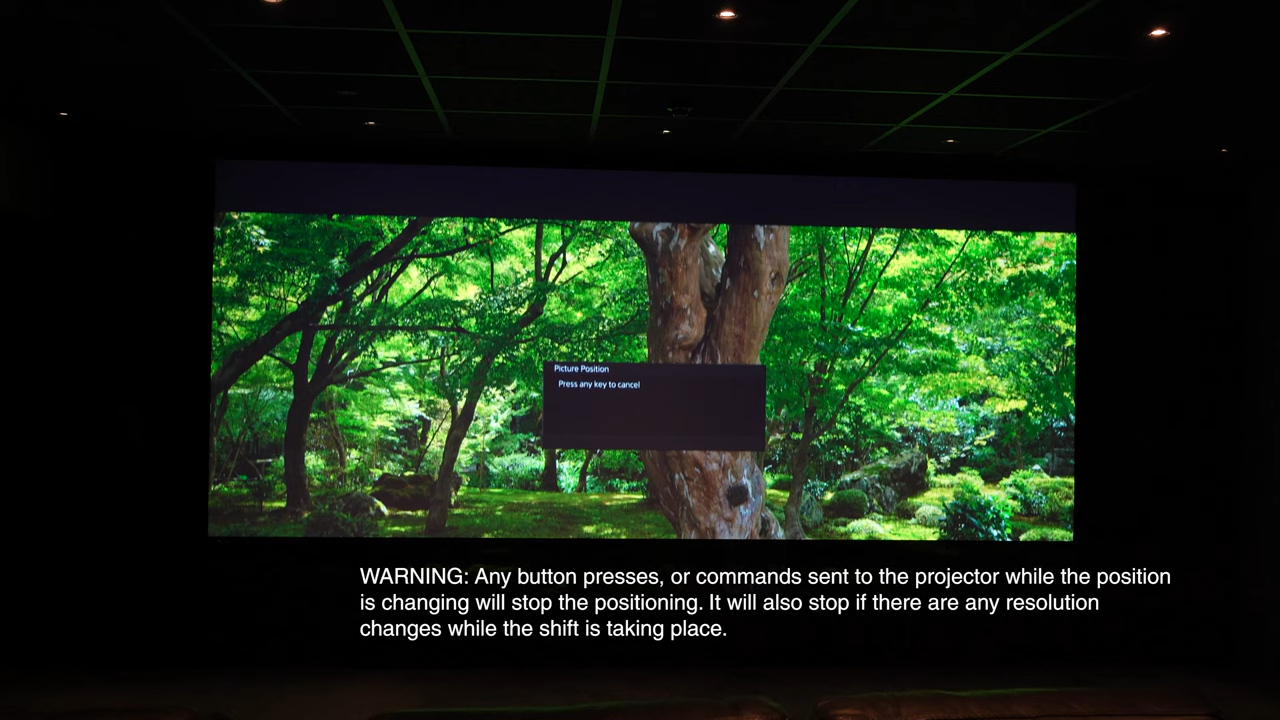 Picture Position
Press any key to cancel
WARNING: Any button presses, or commands sent to the projector while the position
is changing will stop the positioning. It will also stop if there are any resolution
changes while the shift is taking place.